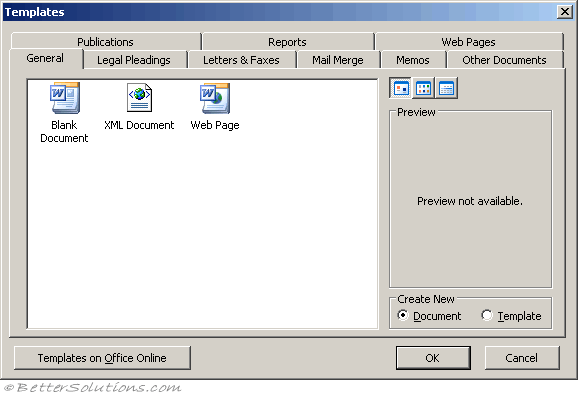 Templates
Publications Reports Web Pages
General Legal Pleadings Letters & Faxes Mail Merge Memos Other Documents
Blank
Document
XML Document
Web Page
Preview
Preview not available.
Create New
Document Template
Templates on Office Online OK Cancel
©BetterSolutions.com